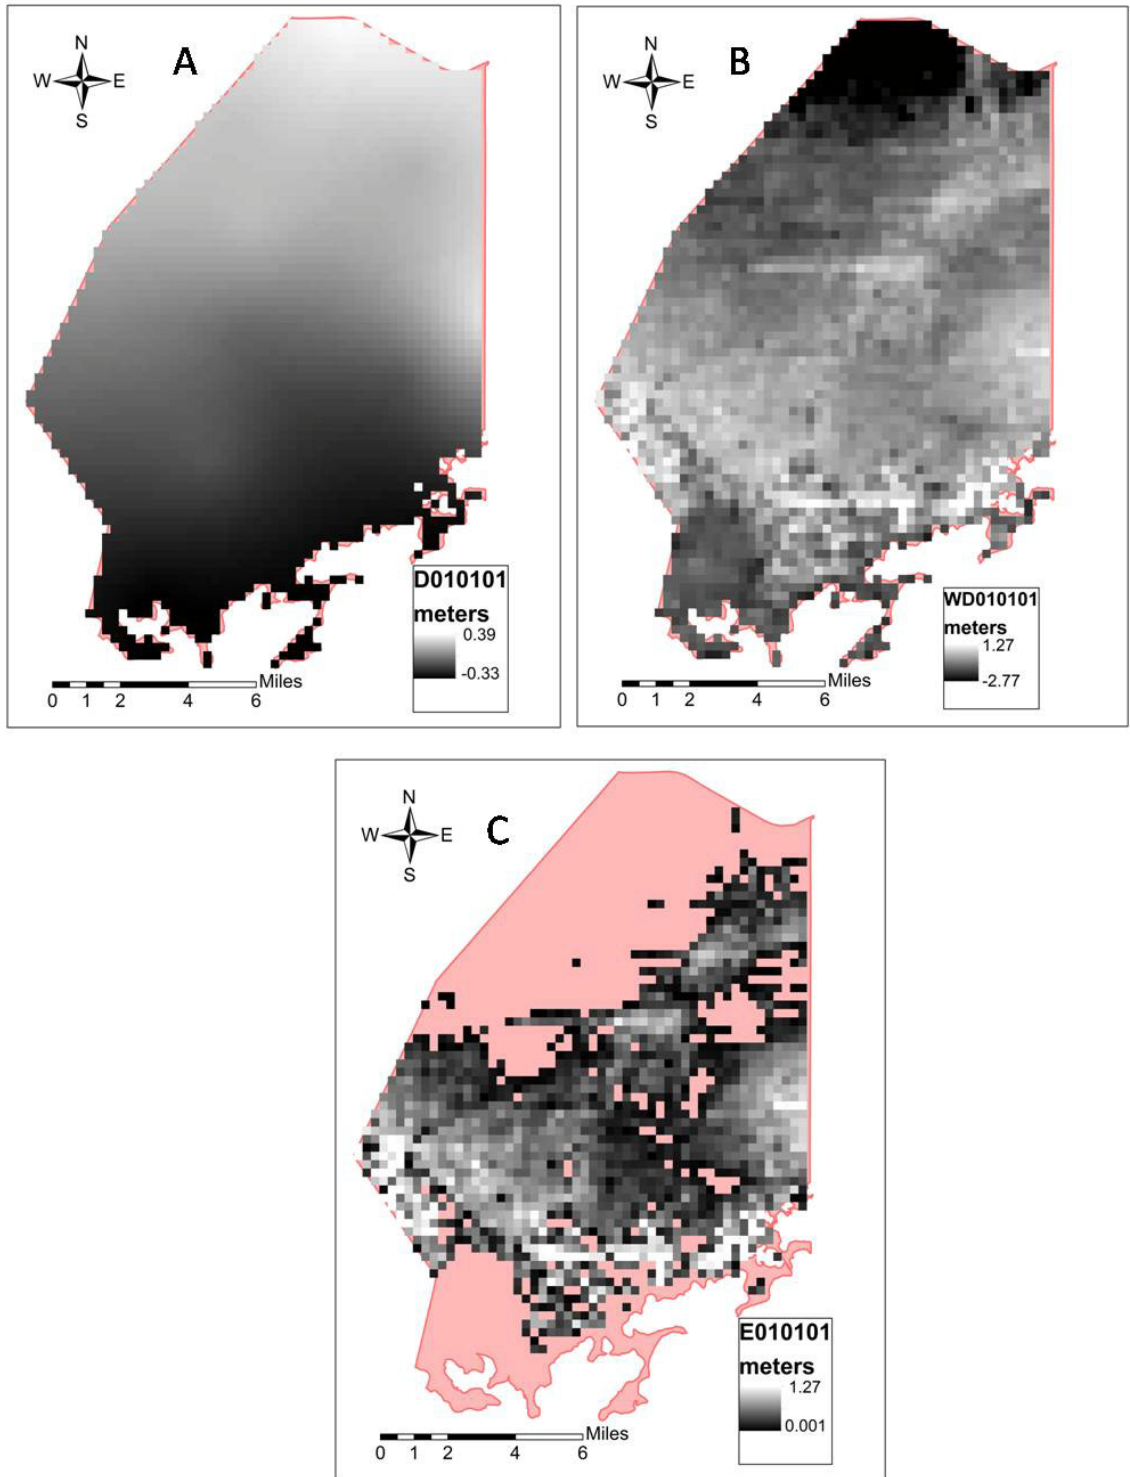 A
N
W E
S
D010101
meters
0.39
-0.33
Miles
0 1 2 4 6
B
N
W E
S
WD010101
meters
1.27
-2.77
Miles
0 1 2 4 6
C
N
W E
S
E010101
meters
1.27
0.001
Miles
0 1 2 4 6